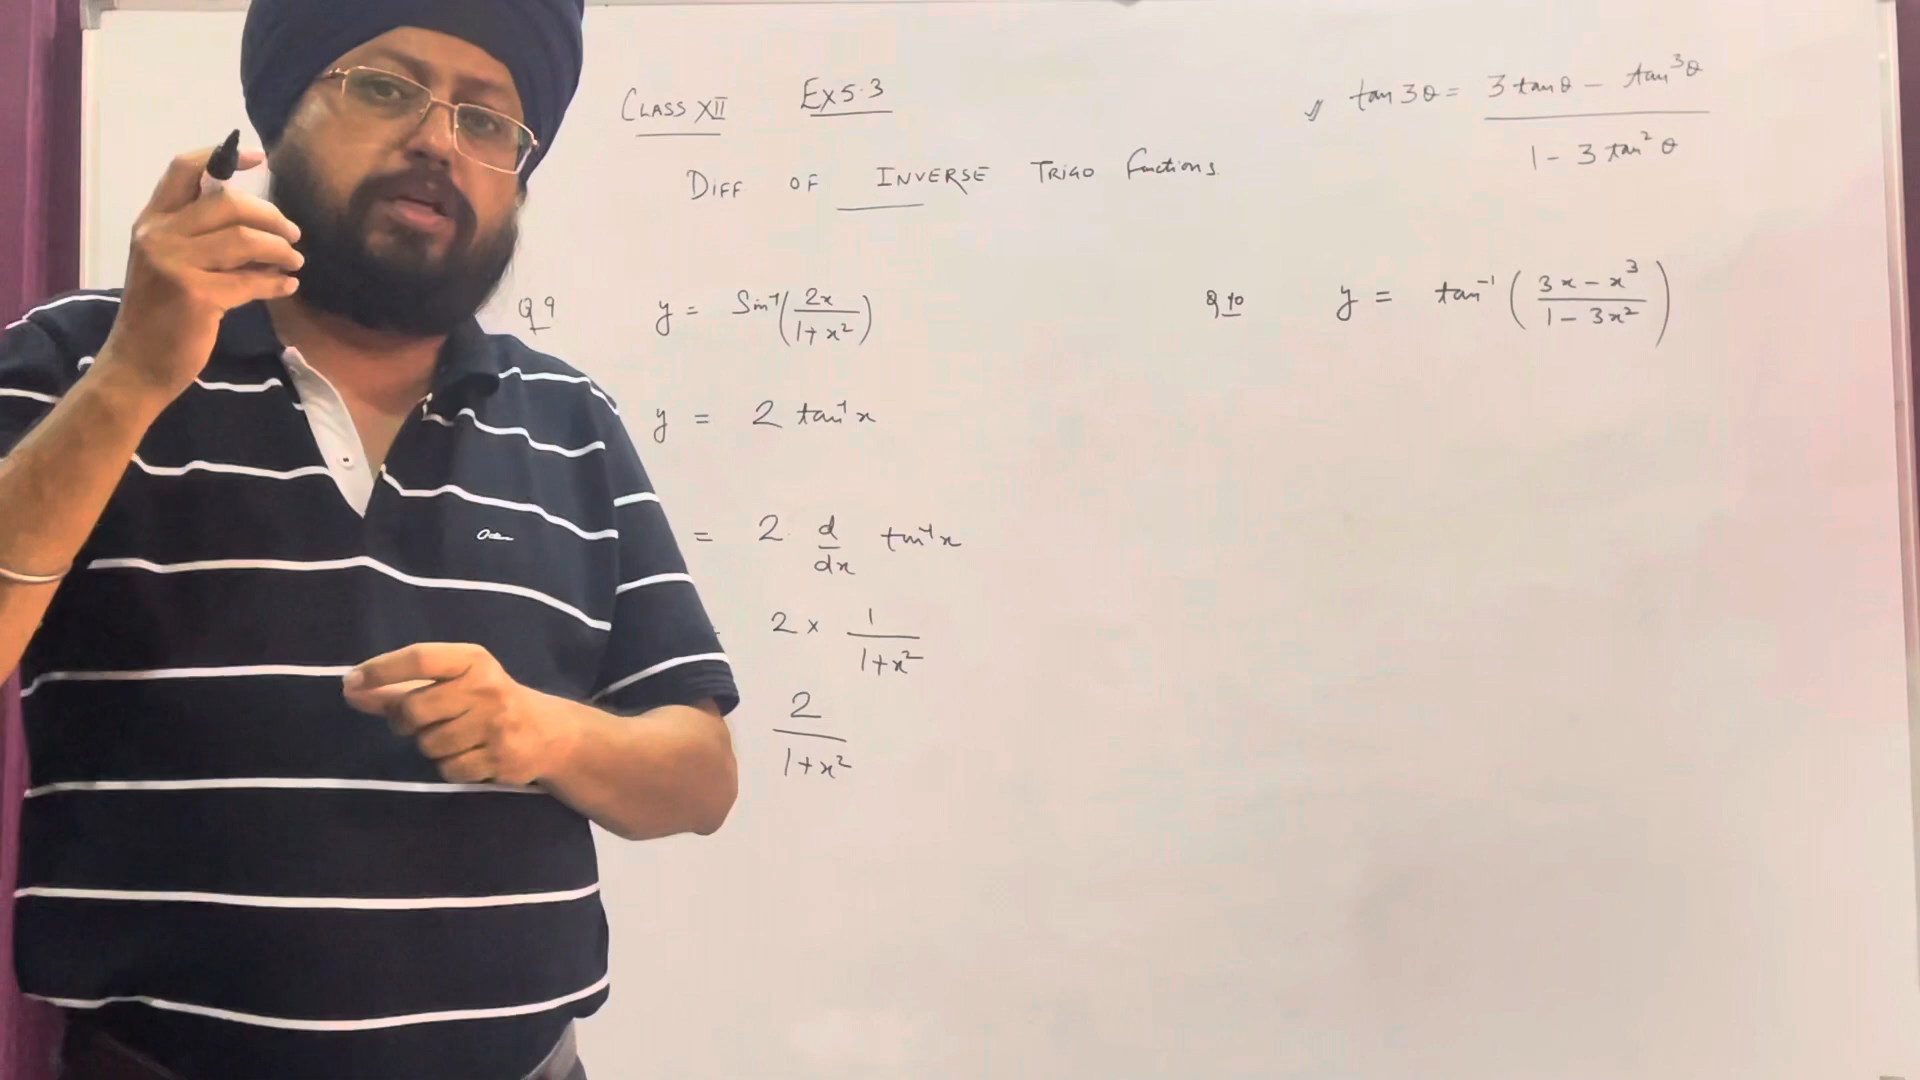 CLASS XII Ex 5.3
DIFF OF INVERSE TRIGO functions
tan 3θ = 3 tan θ - tan³ θ / 1 - 3 tan² θ
Q 9 y = Sin⁻¹ (2x / 1 + x²)
y = 2 tan⁻¹ x
= 2 . d/dx tan⁻¹ x
2 × 1 / 1 + x²
2 / 1 + x²
Q 10 y = tan⁻¹ (3x - x³ / 1 - 3x²)